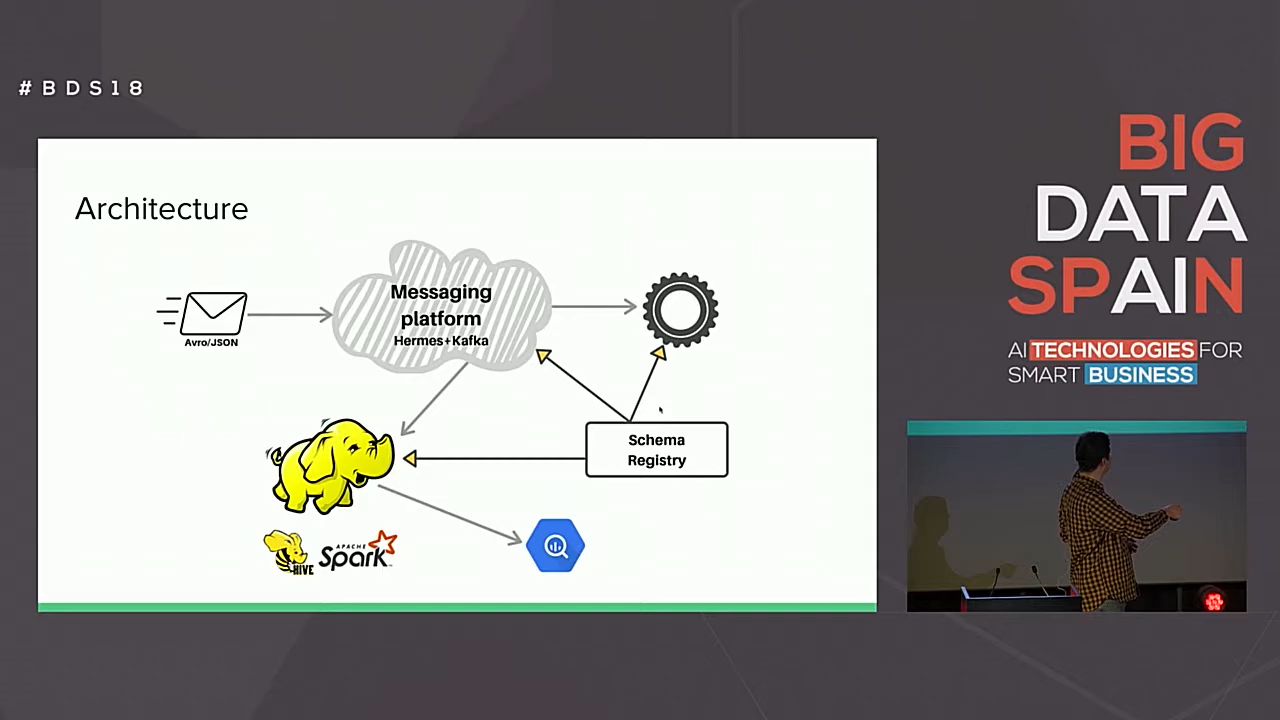 #BDS18
Architecture
Avro/JSON
Messaging
platform
Hermes+Kafka
Schema
Registry
HIVE
APACHE
Spark
BIG
DATA
SPAIN
AI TECHNOLOGIES FOR
SMART BUSINESS